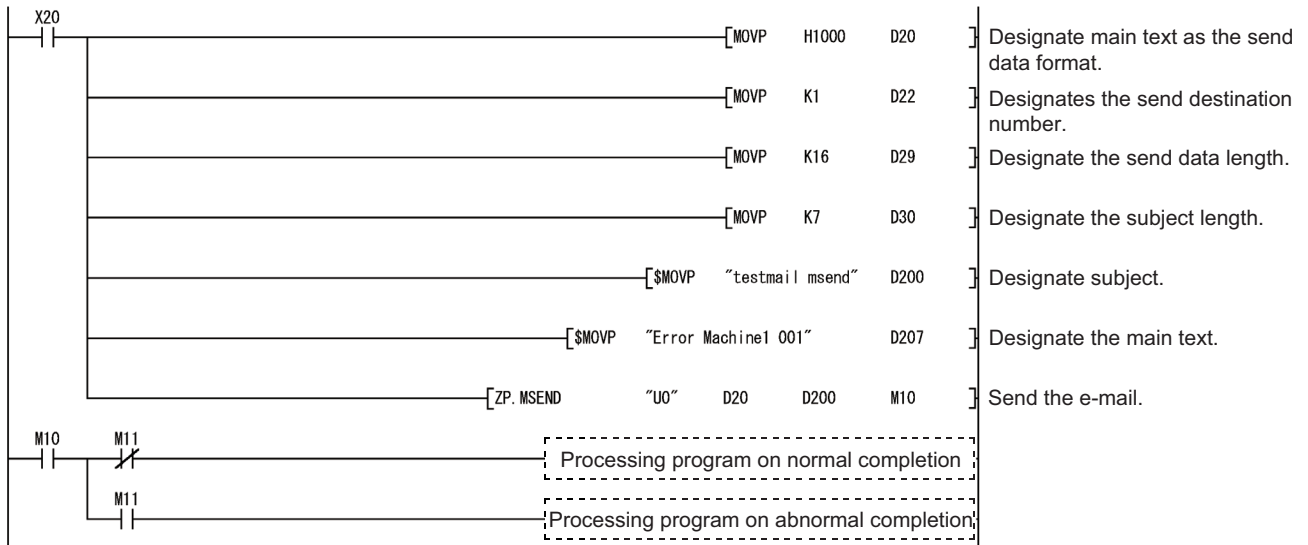 X20
MOVP H1000 D20 Designate main text as the send
data format.
MOVP K1 D22 Designates the send destination
number.
MOVP K16 D29 Designate the send data length.
MOVP K7 D30 Designate the subject length.
$MOVP "testmail msend" D200 Designate subject.
$MOVP "Error Machine1 001" D207 Designate the main text.
ZP.MSEND "U0" D20 D200 M10 Send the e-mail.
M10 M11
Processing program on normal completion
M11
Processing program on abnormal completion